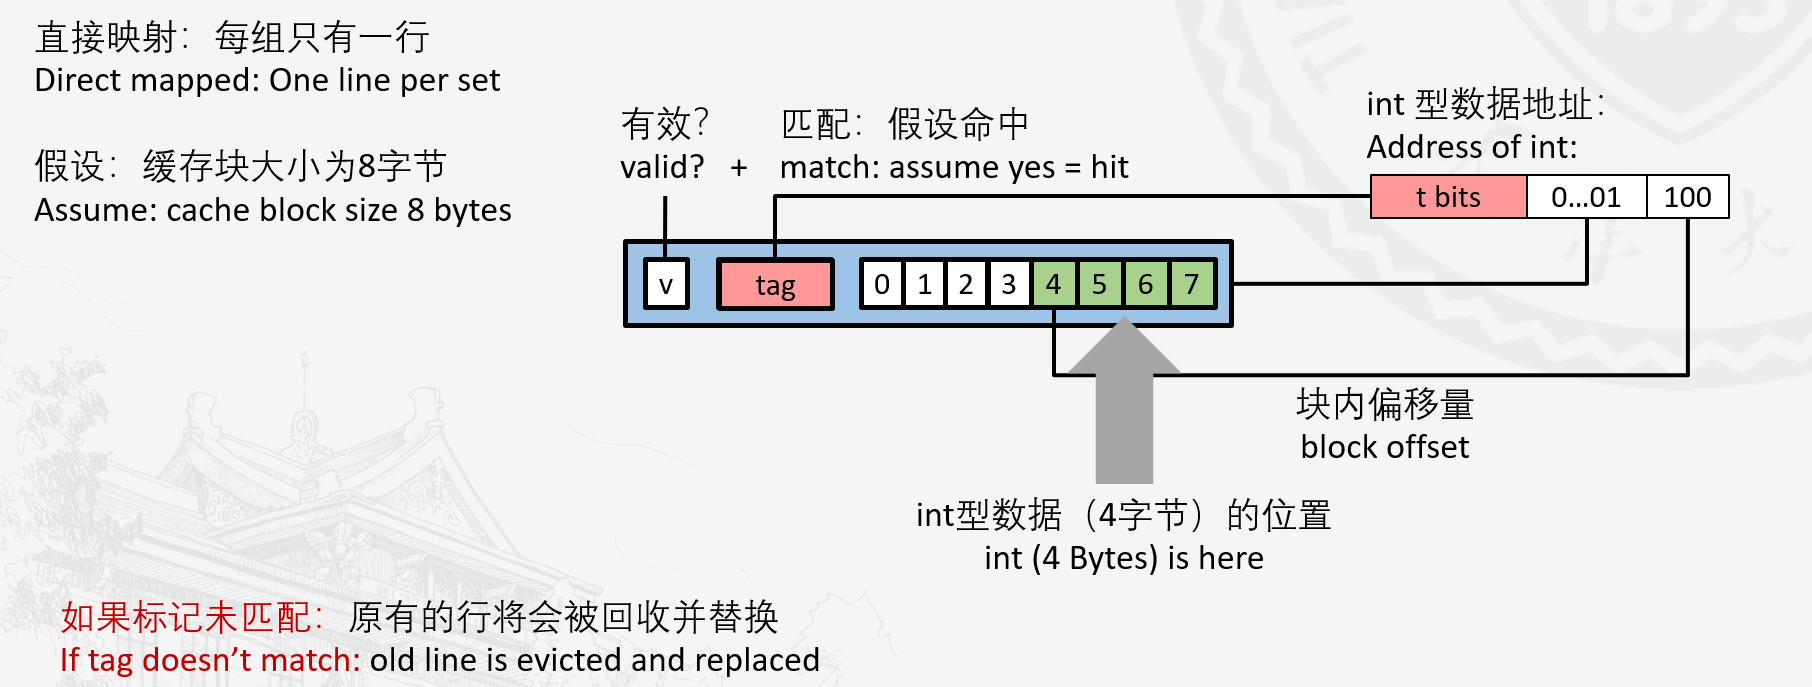 直接映射：每组只有一行
Direct mapped: One line per set
假设：缓存块大小为8字节
Assume: cache block size 8 bytes
有效？
valid?
+
匹配：假设命中
match: assume yes = hit
int 型数据地址：
Address of int:
t bits 0...01 100
v tag 0 1 2 3 4 5 6 7
块内偏移量
block offset
int型数据（4字节）的位置
int (4 Bytes) is here
如果标记未匹配：原有的行将会被回收并替换
If tag doesn’t match: old line is evicted and replaced